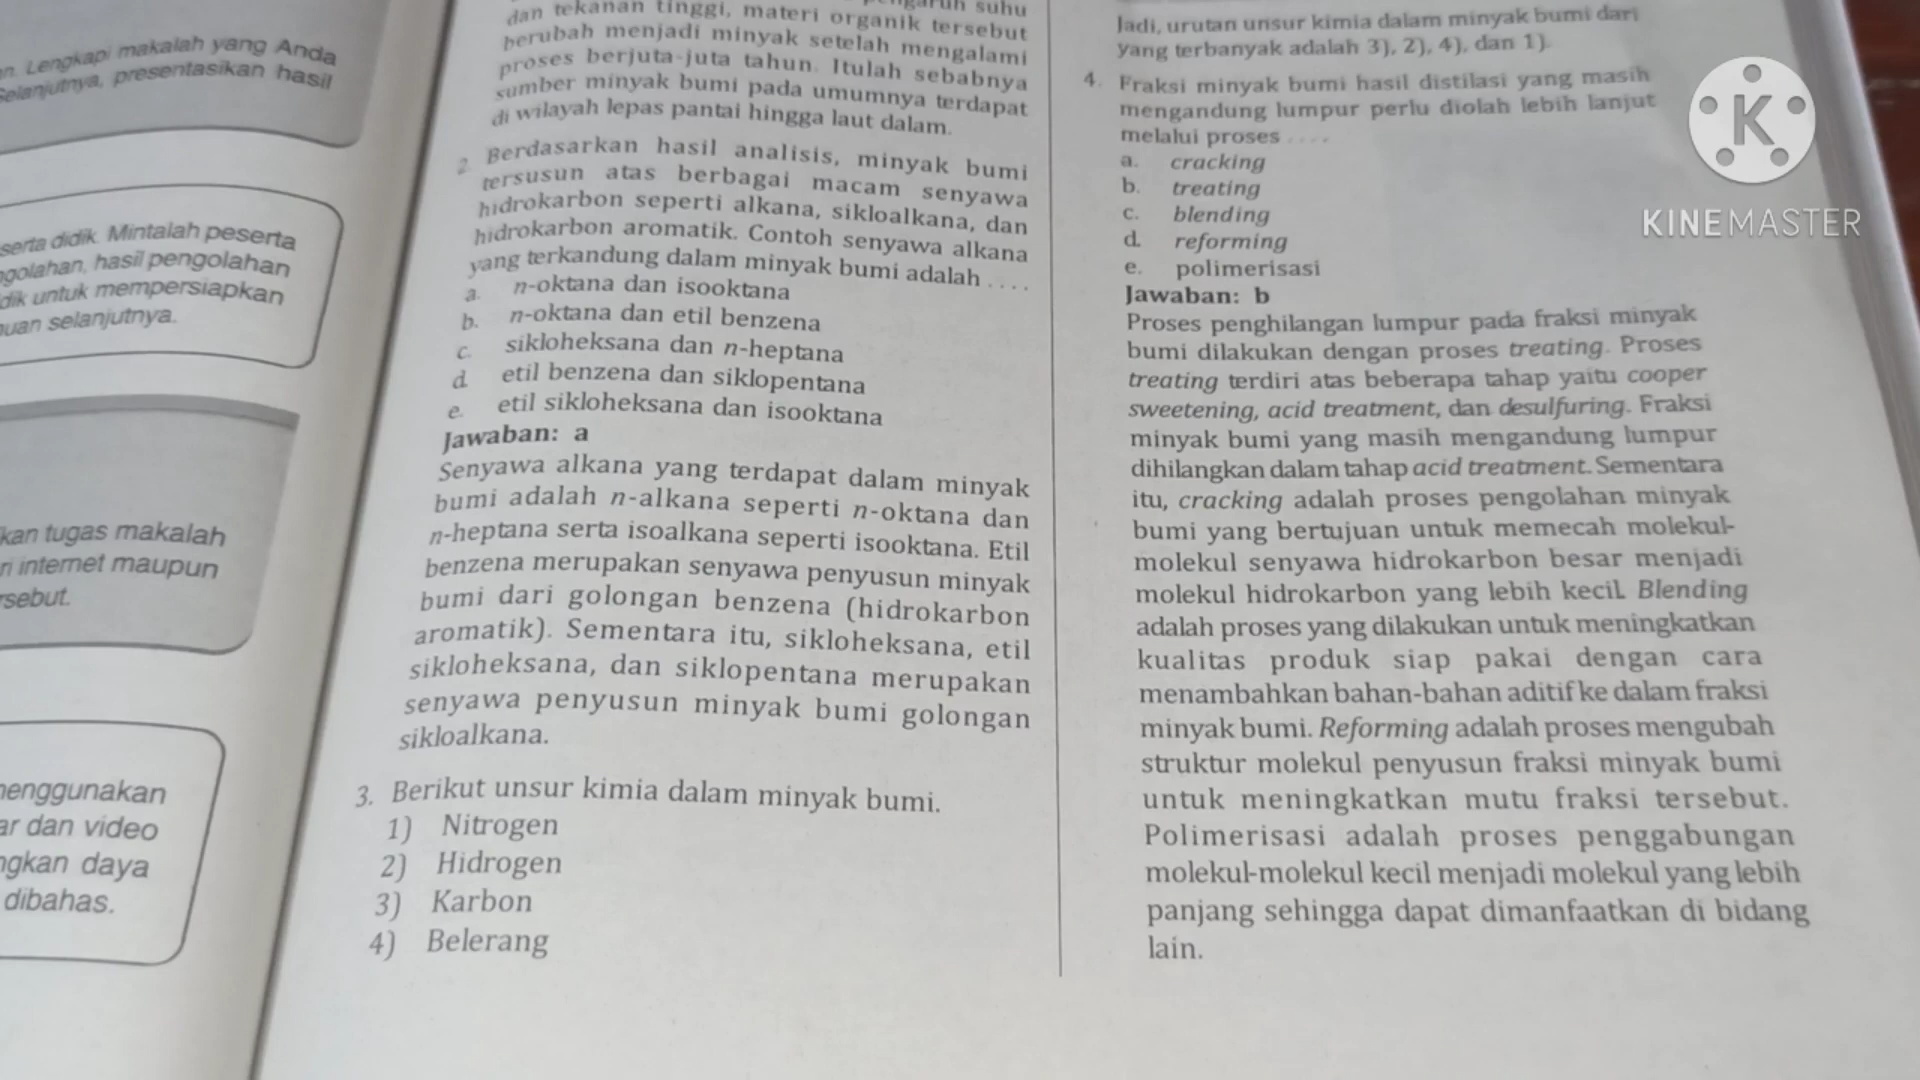 n. Lengkapi makalah yang Anda
Selanjutnya, presentasikan hasil
serta didik. Mintalah peserta
ngolahan, hasil pengolahan
dik untuk mempersiapkan
nuan selanjutnya.
kan tugas makalah
ri internet maupun
rsebut.
menggunakan
ar dan video
ngkan daya
dibahas.
suhu
dan tekanan tinggi, materi organik tersebut
berubah menjadi minyak setelah mengalami
proses berjuta-juta tahun. Itulah sebabnya
sumber minyak bumi pada umumnya terdapat
di wilayah lepas pantai hingga laut dalam.
2. Berdasarkan hasil analisis, minyak bumi
tersusun atas berbagai macam senyawa
hidrokarbon seperti alkana, sikloalkana, dan
hidrokarbon aromatik. Contoh senyawa alkana
yang terkandung dalam minyak bumi adalah . . . .
a. n-oktana dan isooktana
b. n-oktana dan etil benzena
c. sikloheksana dan n-heptana
d. etil benzena dan siklopentana
e. etil sikloheksana dan isooktana
Jawaban: a
Senyawa alkana yang terdapat dalam minyak
bumi adalah n-alkana seperti n-oktana dan
n-heptana serta isoalkana seperti isooktana. Etil
benzena merupakan senyawa penyusun minyak
bumi dari golongan benzena (hidrokarbon
aromatik). Sementara itu, sikloheksana, etil
sikloheksana, dan siklopentana merupakan
senyawa penyusun minyak bumi golongan
sikloalkana.
3. Berikut unsur kimia dalam minyak bumi.
1) Nitrogen
2) Hidrogen
3) Karbon
4) Belerang
Jadi, urutan unsur kimia dalam minyak bumi dari
yang terbanyak adalah 3), 2), 4), dan 1).
4. Fraksi minyak bumi hasil distilasi yang masih
mengandung lumpur perlu diolah lebih lanjut
melalui proses . . . .
a. cracking
b. treating
c. blending
d. reforming
e. polimerisasi
Jawaban: b
Proses penghilangan lumpur pada fraksi minyak
bumi dilakukan dengan proses treating. Proses
treating terdiri atas beberapa tahap yaitu cooper
sweetening, acid treatment, dan desulfuring. Fraksi
minyak bumi yang masih mengandung lumpur
dihilangkan dalam tahap acid treatment. Sementara
itu, cracking adalah proses pengolahan minyak
bumi yang bertujuan untuk memecah molekul-
molekul senyawa hidrokarbon besar menjadi
molekul hidrokarbon yang lebih kecil. Blending
adalah proses yang dilakukan untuk meningkatkan
kualitas produk siap pakai dengan cara
menambahkan bahan-bahan aditif ke dalam fraksi
minyak bumi. Reforming adalah proses mengubah
struktur molekul penyusun fraksi minyak bumi
untuk meningkatkan mutu fraksi tersebut.
Polimerisasi adalah proses penggabungan
molekul-molekul kecil menjadi molekul yang lebih
panjang sehingga dapat dimanfaatkan di bidang
lain.
K
KINEMASTER